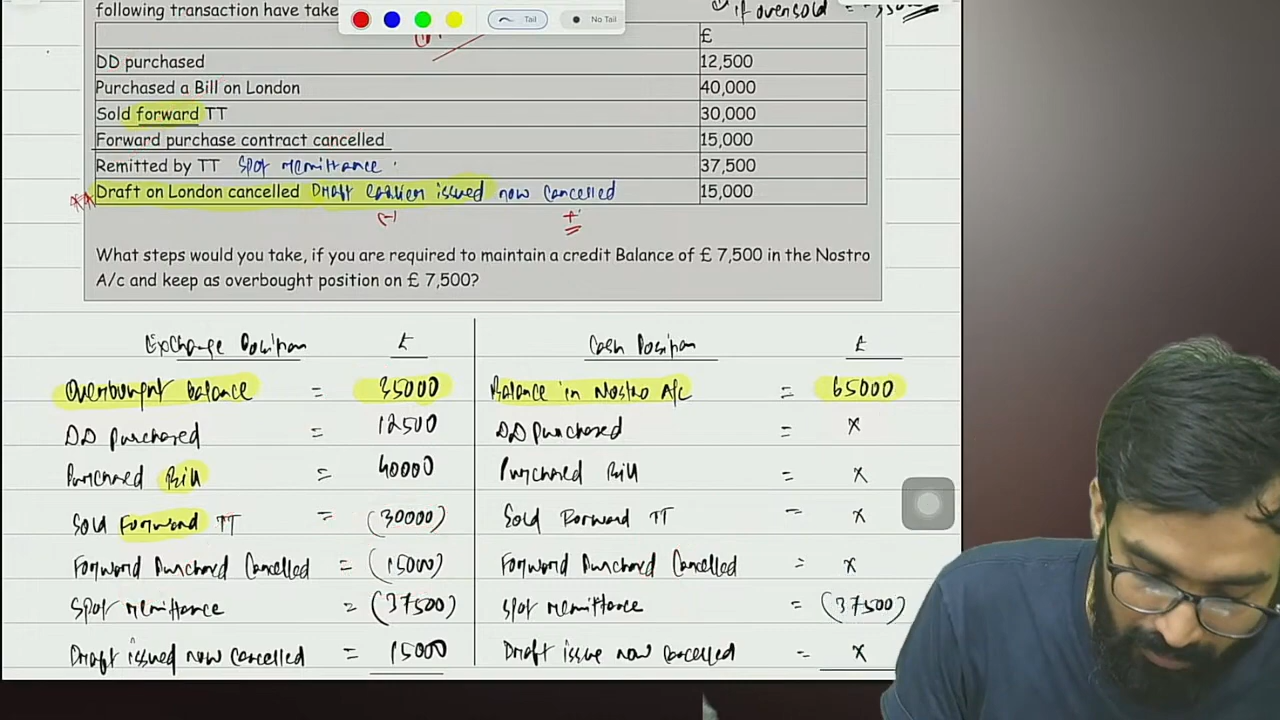 following transaction have take
if oversold =
Tail
No Tail
£
DD purchased 12,500
Purchased a Bill on London 40,000
Sold forward TT 30,000
Forward purchase contract cancelled 15,000
Remitted by TT Spot remittance 37,500
Draft on London cancelled Draft earlier issued now cancelled 15,000
(-) +
What steps would you take, if you are required to maintain a credit Balance of £ 7,500 in the Nostro
A/c and keep as overbought position on £ 7,500?
Exchange Position £ Cash Position £
Overbought balance = 35000 Balance in Nostro A/c = 65000
DD Purchased = 12500 DD Purchased = x
Purchased Bill = 40000 Purchased Bill = x
Sold Forward TT = (30000) Sold Forward TT = x
Forward Purchased Cancelled = (15000) Forward Purchased Cancelled = x
Spot remittance = (37500) Spot remittance = (37500)
Draft issued now cancelled = 15000 Draft issue now cancelled = x